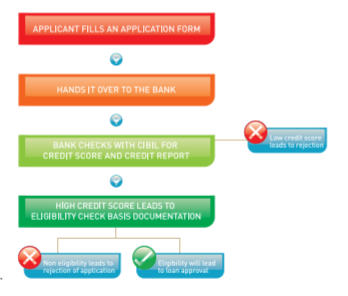 APPLICANT FILLS AN APPLICATION FORM
HANDS IT OVER TO THE BANK
BANK CHECKS WITH CIBIL FOR
CREDIT SCORE AND CREDIT REPORT
Low credit score
leads to rejection
HIGH CREDIT SCORE LEADS TO
ELIGIBILITY CHECK BASIS DOCUMENTATION
Non eligibility leads to
rejection of application
Eligibility will lead
to loan approval
.